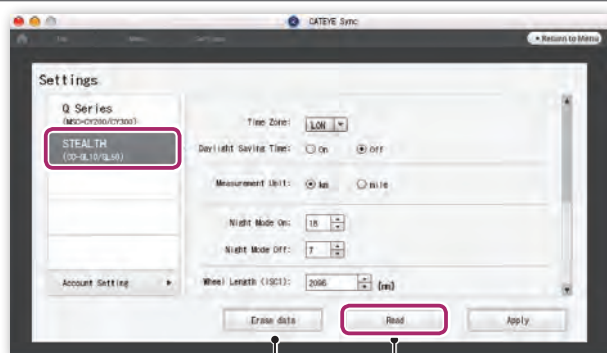 CATEYE Sync
Return to Menu
Settings
Q Series
(MSC-CY200/CY300)
STEALTH
(CO-GL10/GL50)
Account Setting
Time Zone: LON
Daylight Saving Time: On Off
Measurement Unit: km mile
Night Mode On: 18
Night Mode Off: 7
Wheel Length (ISC1): 2096 (mm)
Erase data Read Apply